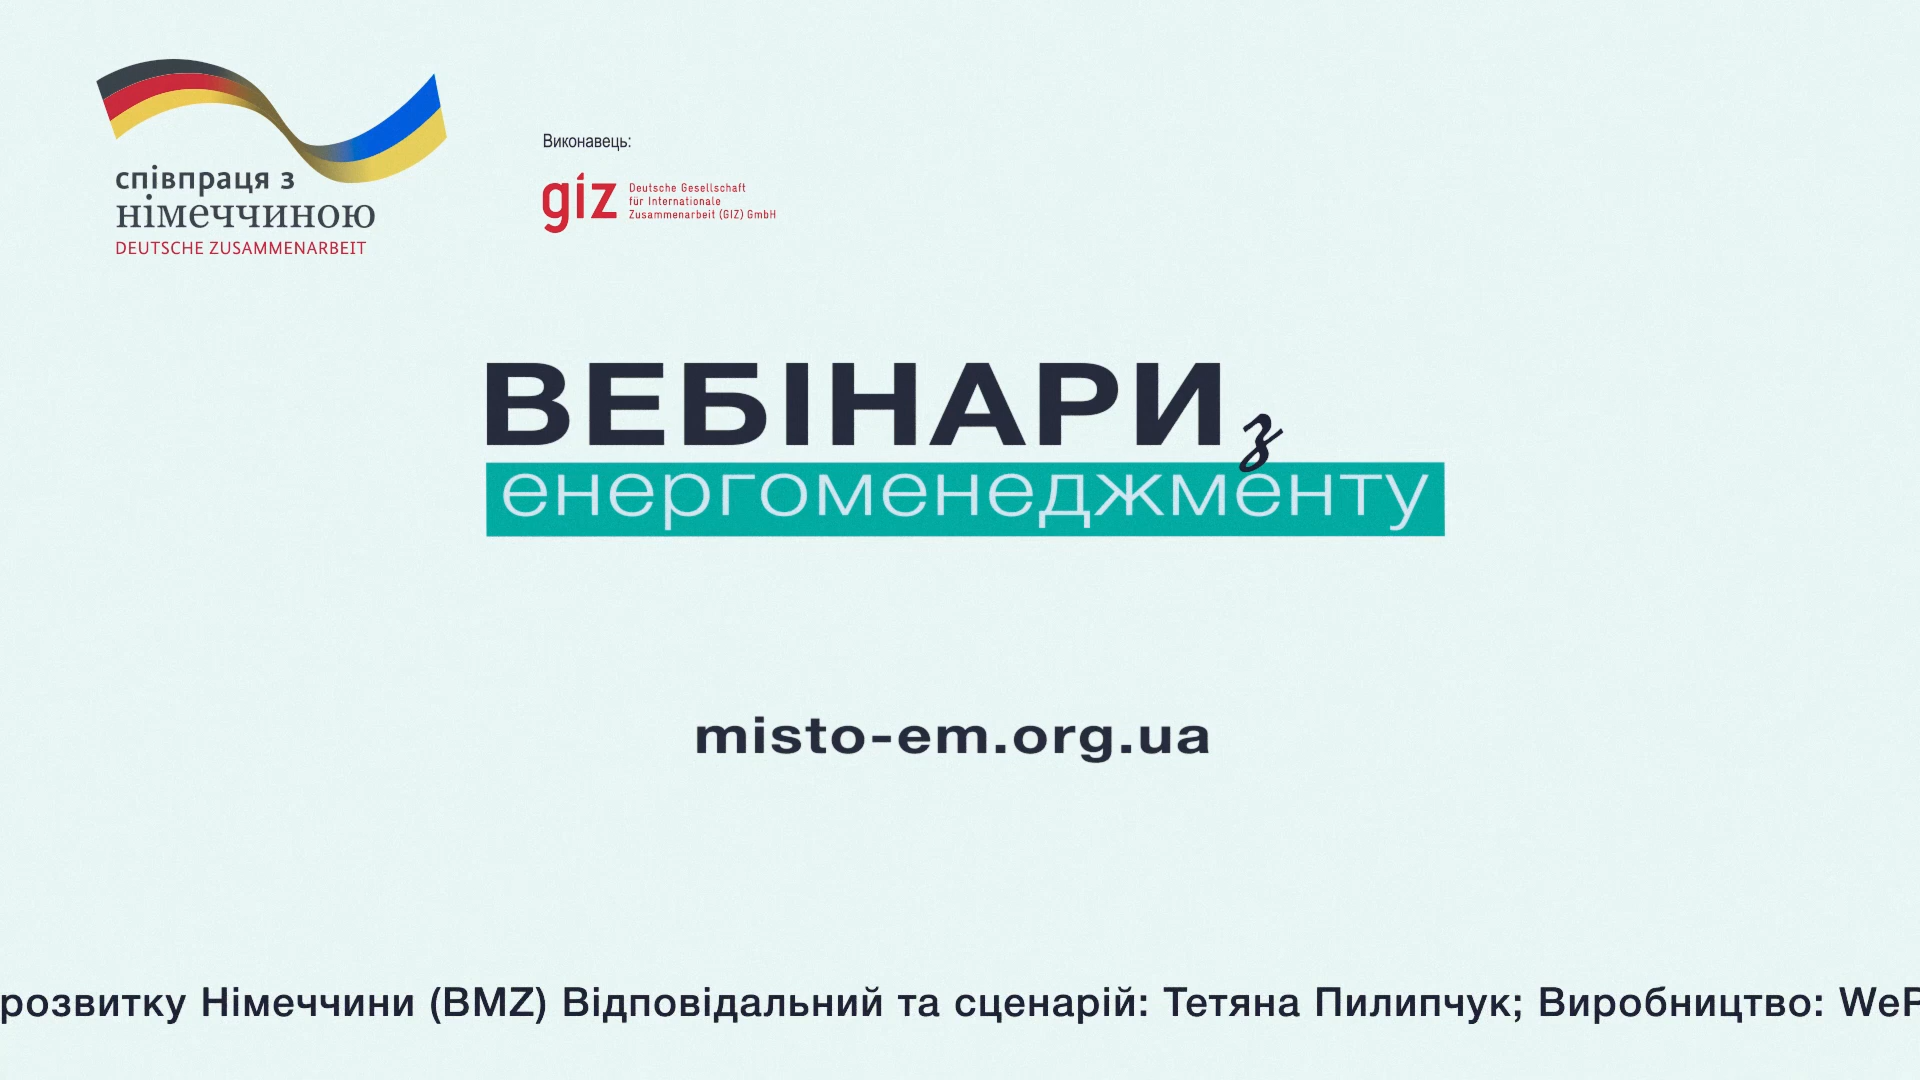 співпраця з
німеччиною
DEUTSCHE ZUSAMMENARBEIT
Виконавець:
giz
Deutsche Gesellschaft
für Internationale
Zusammenarbeit (GIZ) GmbH
ВЕБІНАРИ з
енергоменеджменту
misto-em.org.ua
розвитку Німеччини (BMZ) Відповідальний та сценарій: Тетяна Пилипчук; Виробництво: